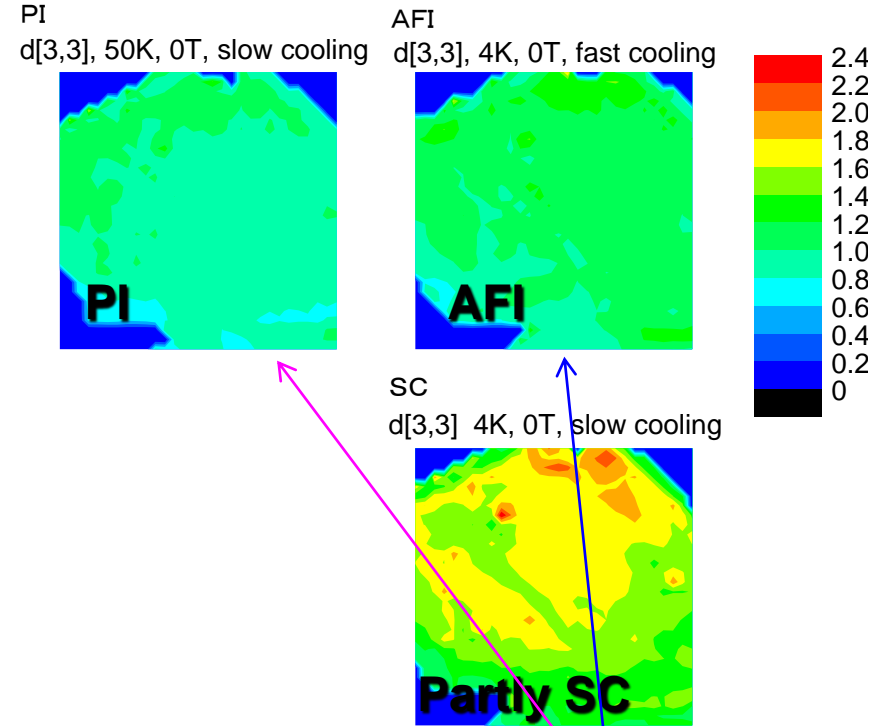 PI
d[3,3], 50K, 0T, slow cooling
AFI
d[3,3], 4K, 0T, fast cooling
PI
AFI
2.4
2.2
2.0
1.8
1.6
1.4
1.2
1.0
0.8
0.6
0.4
0.2
0
SC
d[3,3] 4K, 0T, slow cooling
Partly SC